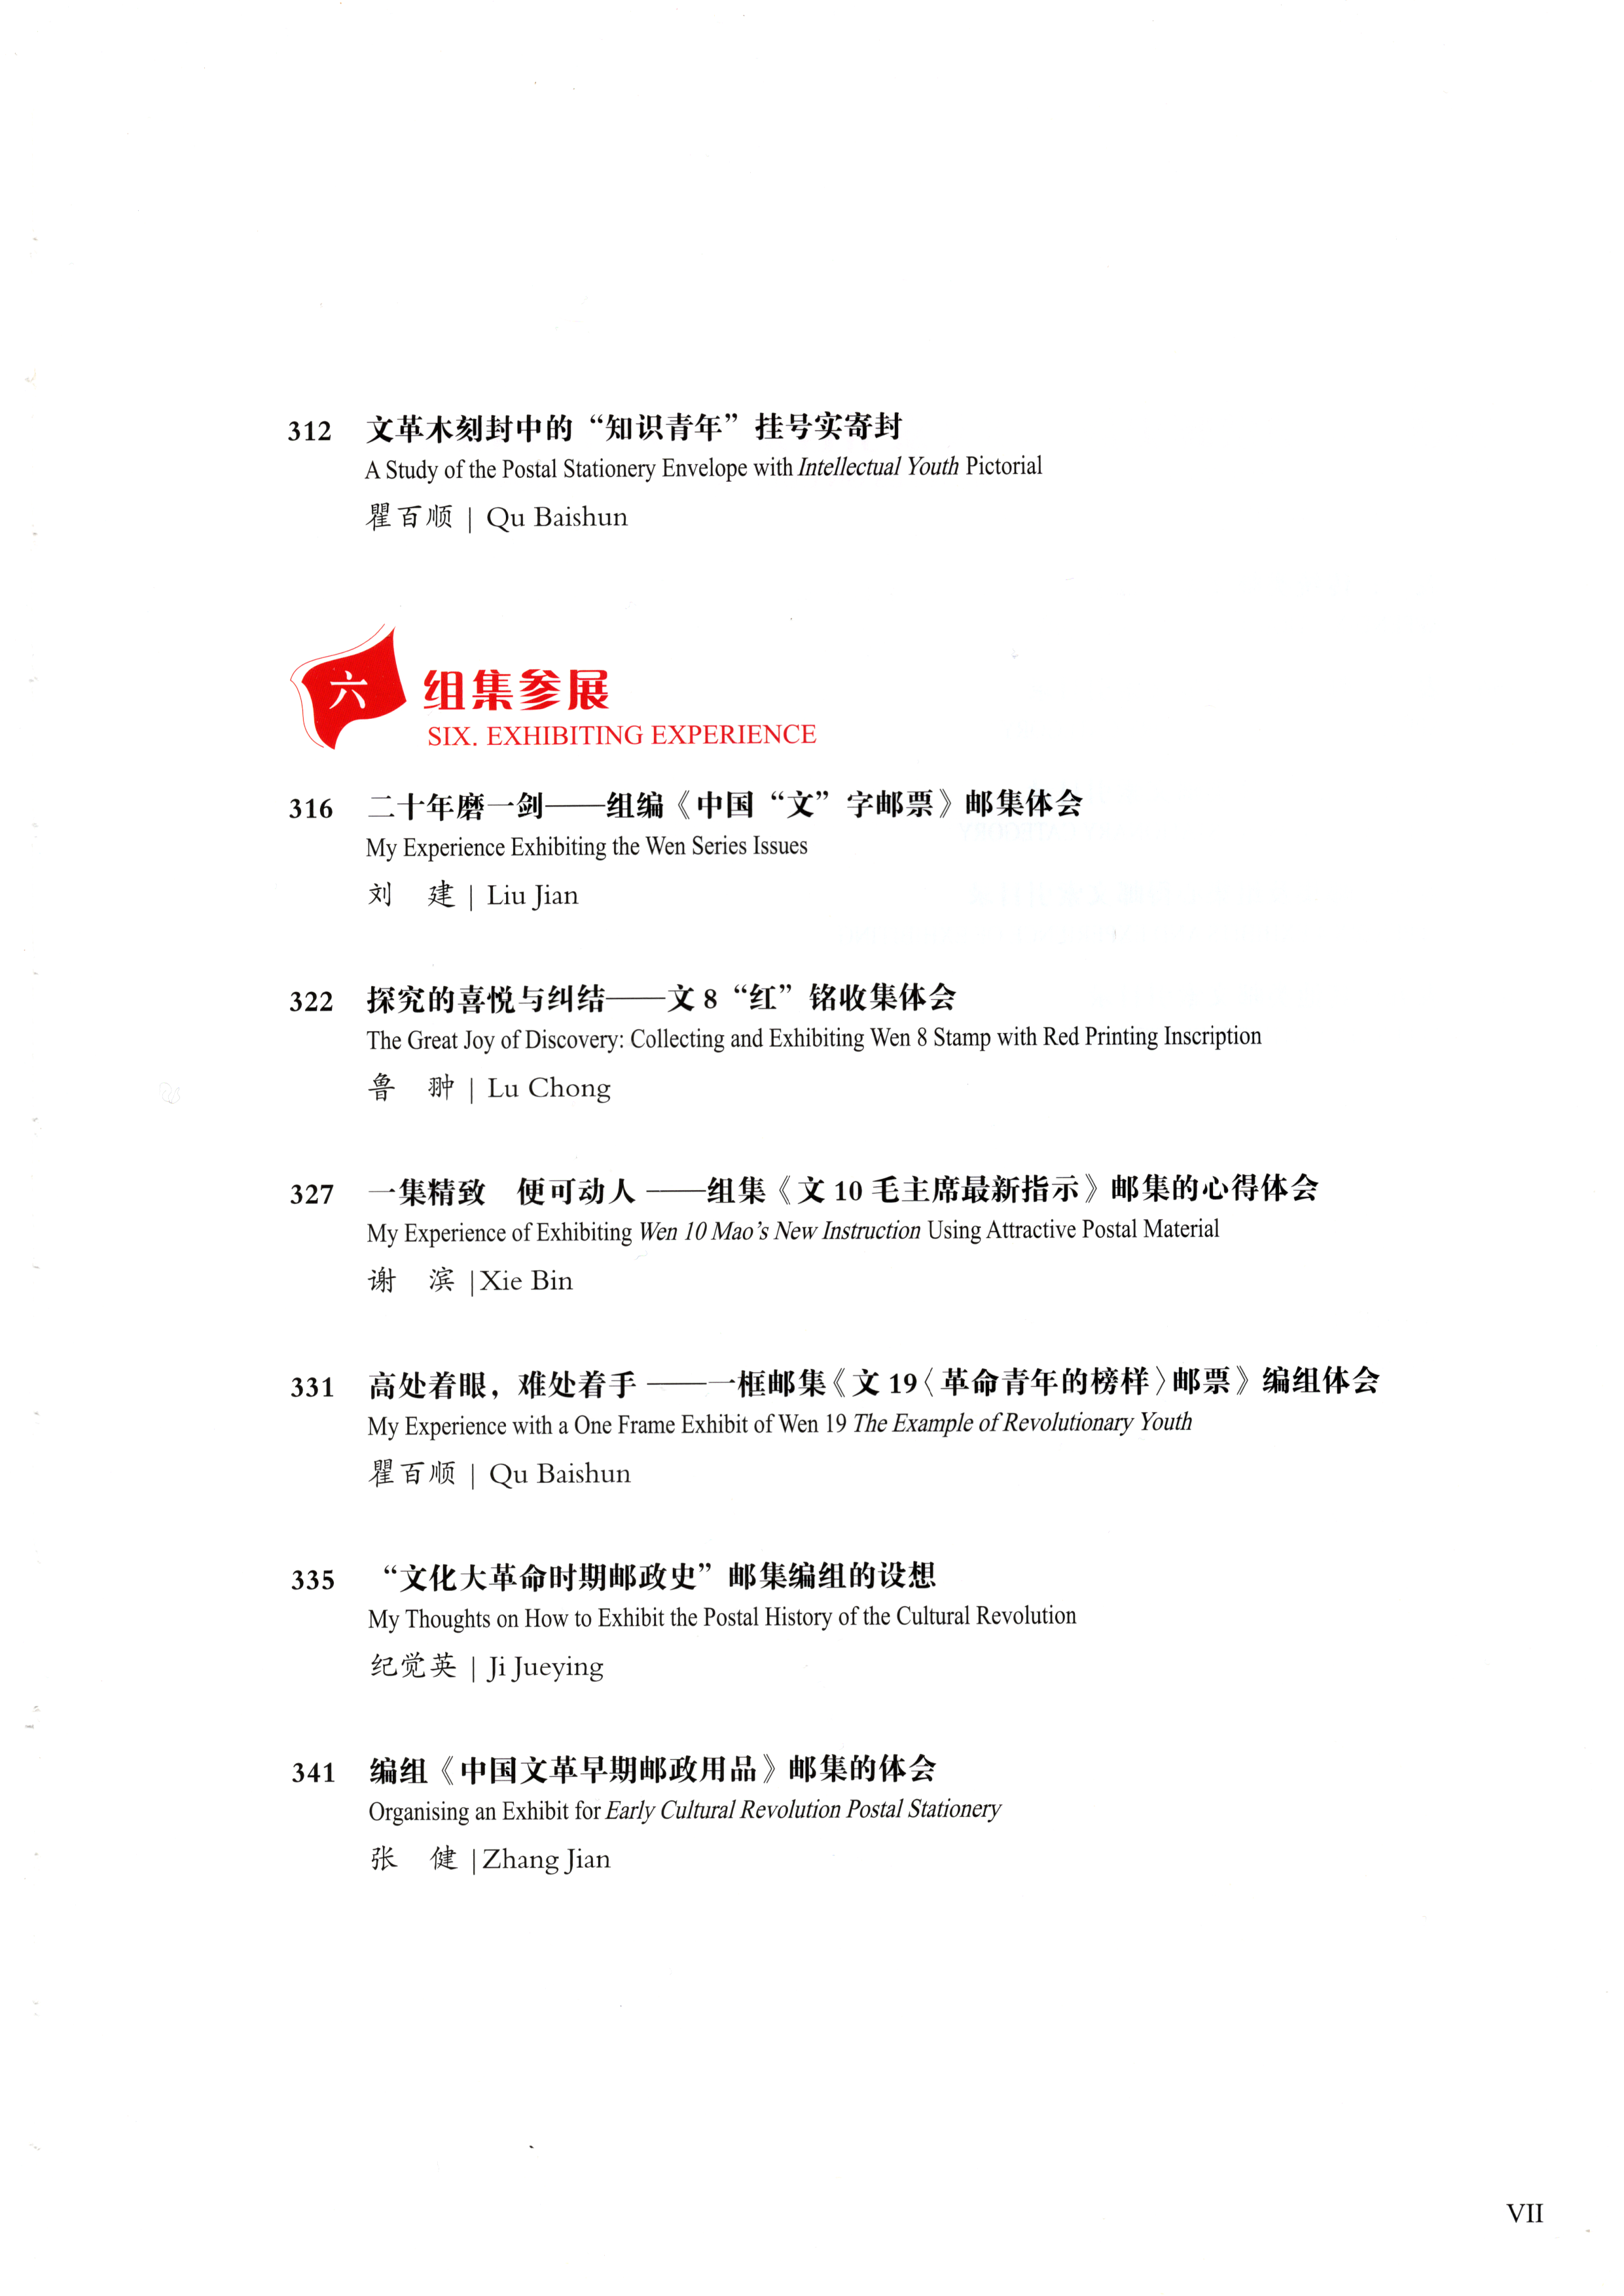 312 文革木刻封中的“知识青年”挂号实寄封
A Study of the Postal Stationery Envelope with Intellectual Youth Pictorial
瞿百顺 | Qu Baishun
六 组集参展
SIX. EXHIBITING EXPERIENCE
316 二十年磨一剑——组编《中国“文”字邮票》邮集体会
My Experience Exhibiting the Wen Series Issues
刘 建 | Liu Jian
322 探究的喜悦与纠结——文8“红”铭收集体会
The Great Joy of Discovery: Collecting and Exhibiting Wen 8 Stamp with Red Printing Inscription
鲁 翀 | Lu Chong
327 一集精致 便可动人——组集《文10毛主席最新指示》邮集的心得体会
My Experience of Exhibiting Wen 10 Mao’s New Instruction Using Attractive Postal Material
谢 滨 |Xie Bin
331 高处着眼，难处着手——一框邮集《文19〈革命青年的榜样〉邮票》编组体会
My Experience with a One Frame Exhibit of Wen 19 The Example of Revolutionary Youth
瞿百顺 | Qu Baishun
335 “文化大革命时期邮政史”邮集编组的设想
My Thoughts on How to Exhibit the Postal History of the Cultural Revolution
纪觉英 | Ji Jueying
341 编组《中国文革早期邮政用品》邮集的体会
Organising an Exhibit for Early Cultural Revolution Postal Stationery
张 健 |Zhang Jian
VII